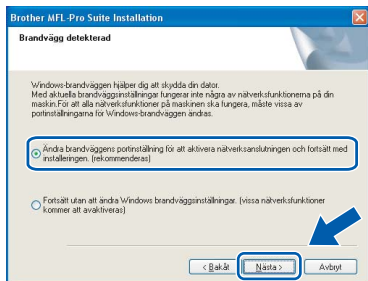 Brother MFL-Pro Suite Installation
Brandvägg detekterad
Windows-brandväggen hjälper dig att skydda din dator.
Med aktuella brandväggsinställningar fungerar inte några av nätverksfunktionerna på din
maskin.För att alla nätverksfunktioner på maskinen ska fungera, måste vissa av
portinställningarna för Windows-brandväggen ändras.
Ändra brandväggens portinställning för att aktivera nätverksanslutningen och fortsätt med
installeringen. (rekommenderas)
Fortsätt utan att ändra Windows brandväggsinställningar. (vissa nätverksfunktioner
kommer att avaktiveras)
< Bakåt
Nästa >
Avbryt